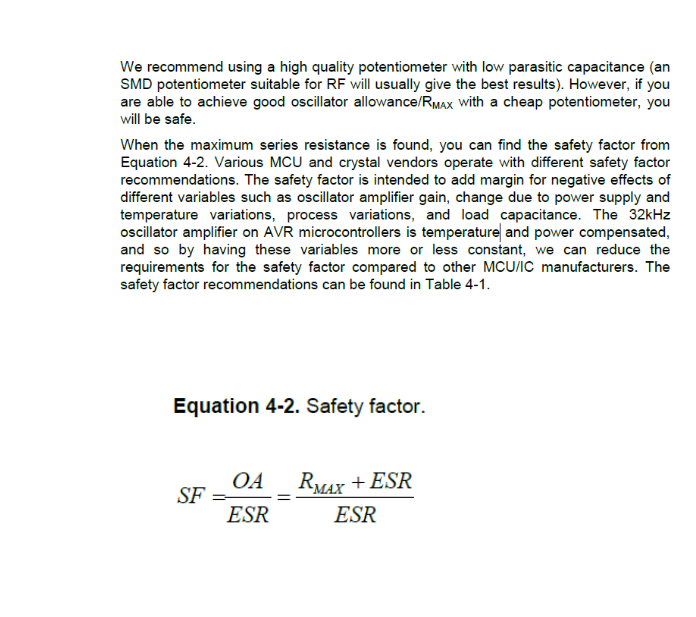 We recommend using a high quality potentiometer with low parasitic capacitance (an
SMD potentiometer suitable for RF will usually give the best results). However, if you
are able to achieve good oscillator allowance/RMAX with a cheap potentiometer, you
will be safe.
When the maximum series resistance is found, you can find the safety factor from
Equation 4-2. Various MCU and crystal vendors operate with different safety factor
recommendations. The safety factor is intended to add margin for negative effects of
different variables such as oscillator amplifier gain, change due to power supply and
temperature variations, process variations, and load capacitance. The 32kHz
oscillator amplifier on AVR microcontrollers is temperature and power compensated,
and so by having these variables more or less constant, we can reduce the
requirements for the safety factor compared to other MCU/IC manufacturers. The
safety factor recommendations can be found in Table 4-1.
Equation 4-2. Safety factor.
SF = OA / ESR = RMAX + ESR / ESR